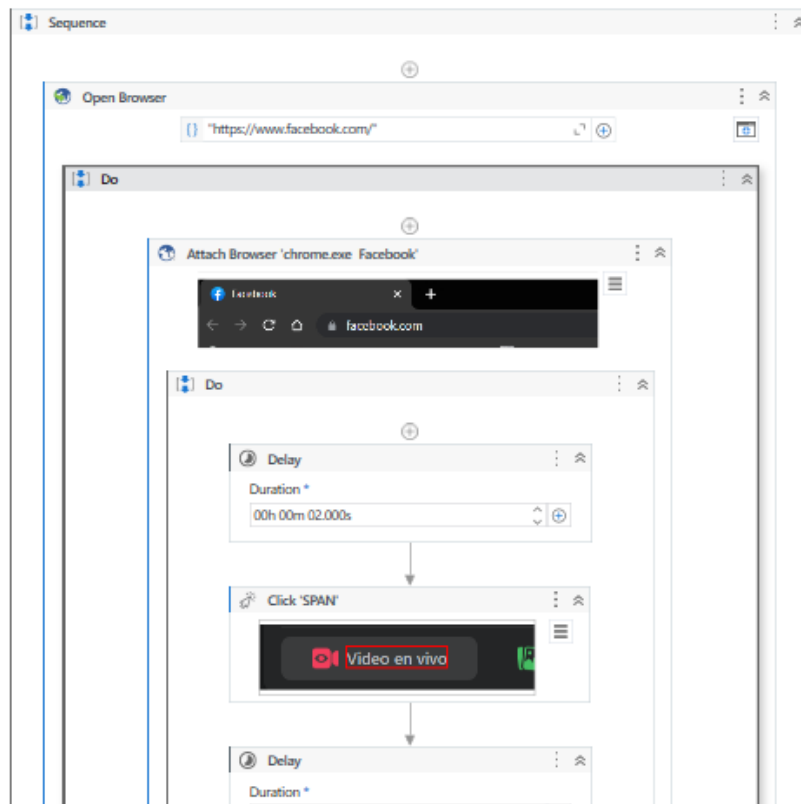 Sequence
Open Browser
"https://www.facebook.com/"
Do
Attach Browser 'chrome.exe Facebook'
Facebook
facebook.com
Do
Delay
Duration *
00h 00m 02.000s
Click 'SPAN'
Video en vivo
Delay
Duration *